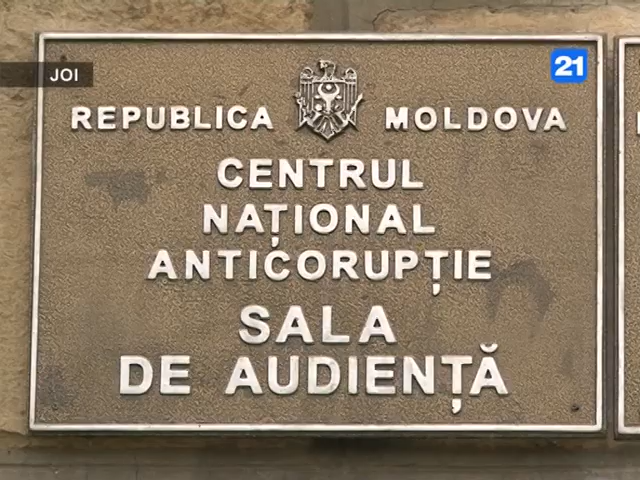 JOI
21
REPUBLICA MOLDOVA
CENTRUL
NAȚIONAL
ANTICORUPȚIE
SALA
DE AUDIENȚĂ